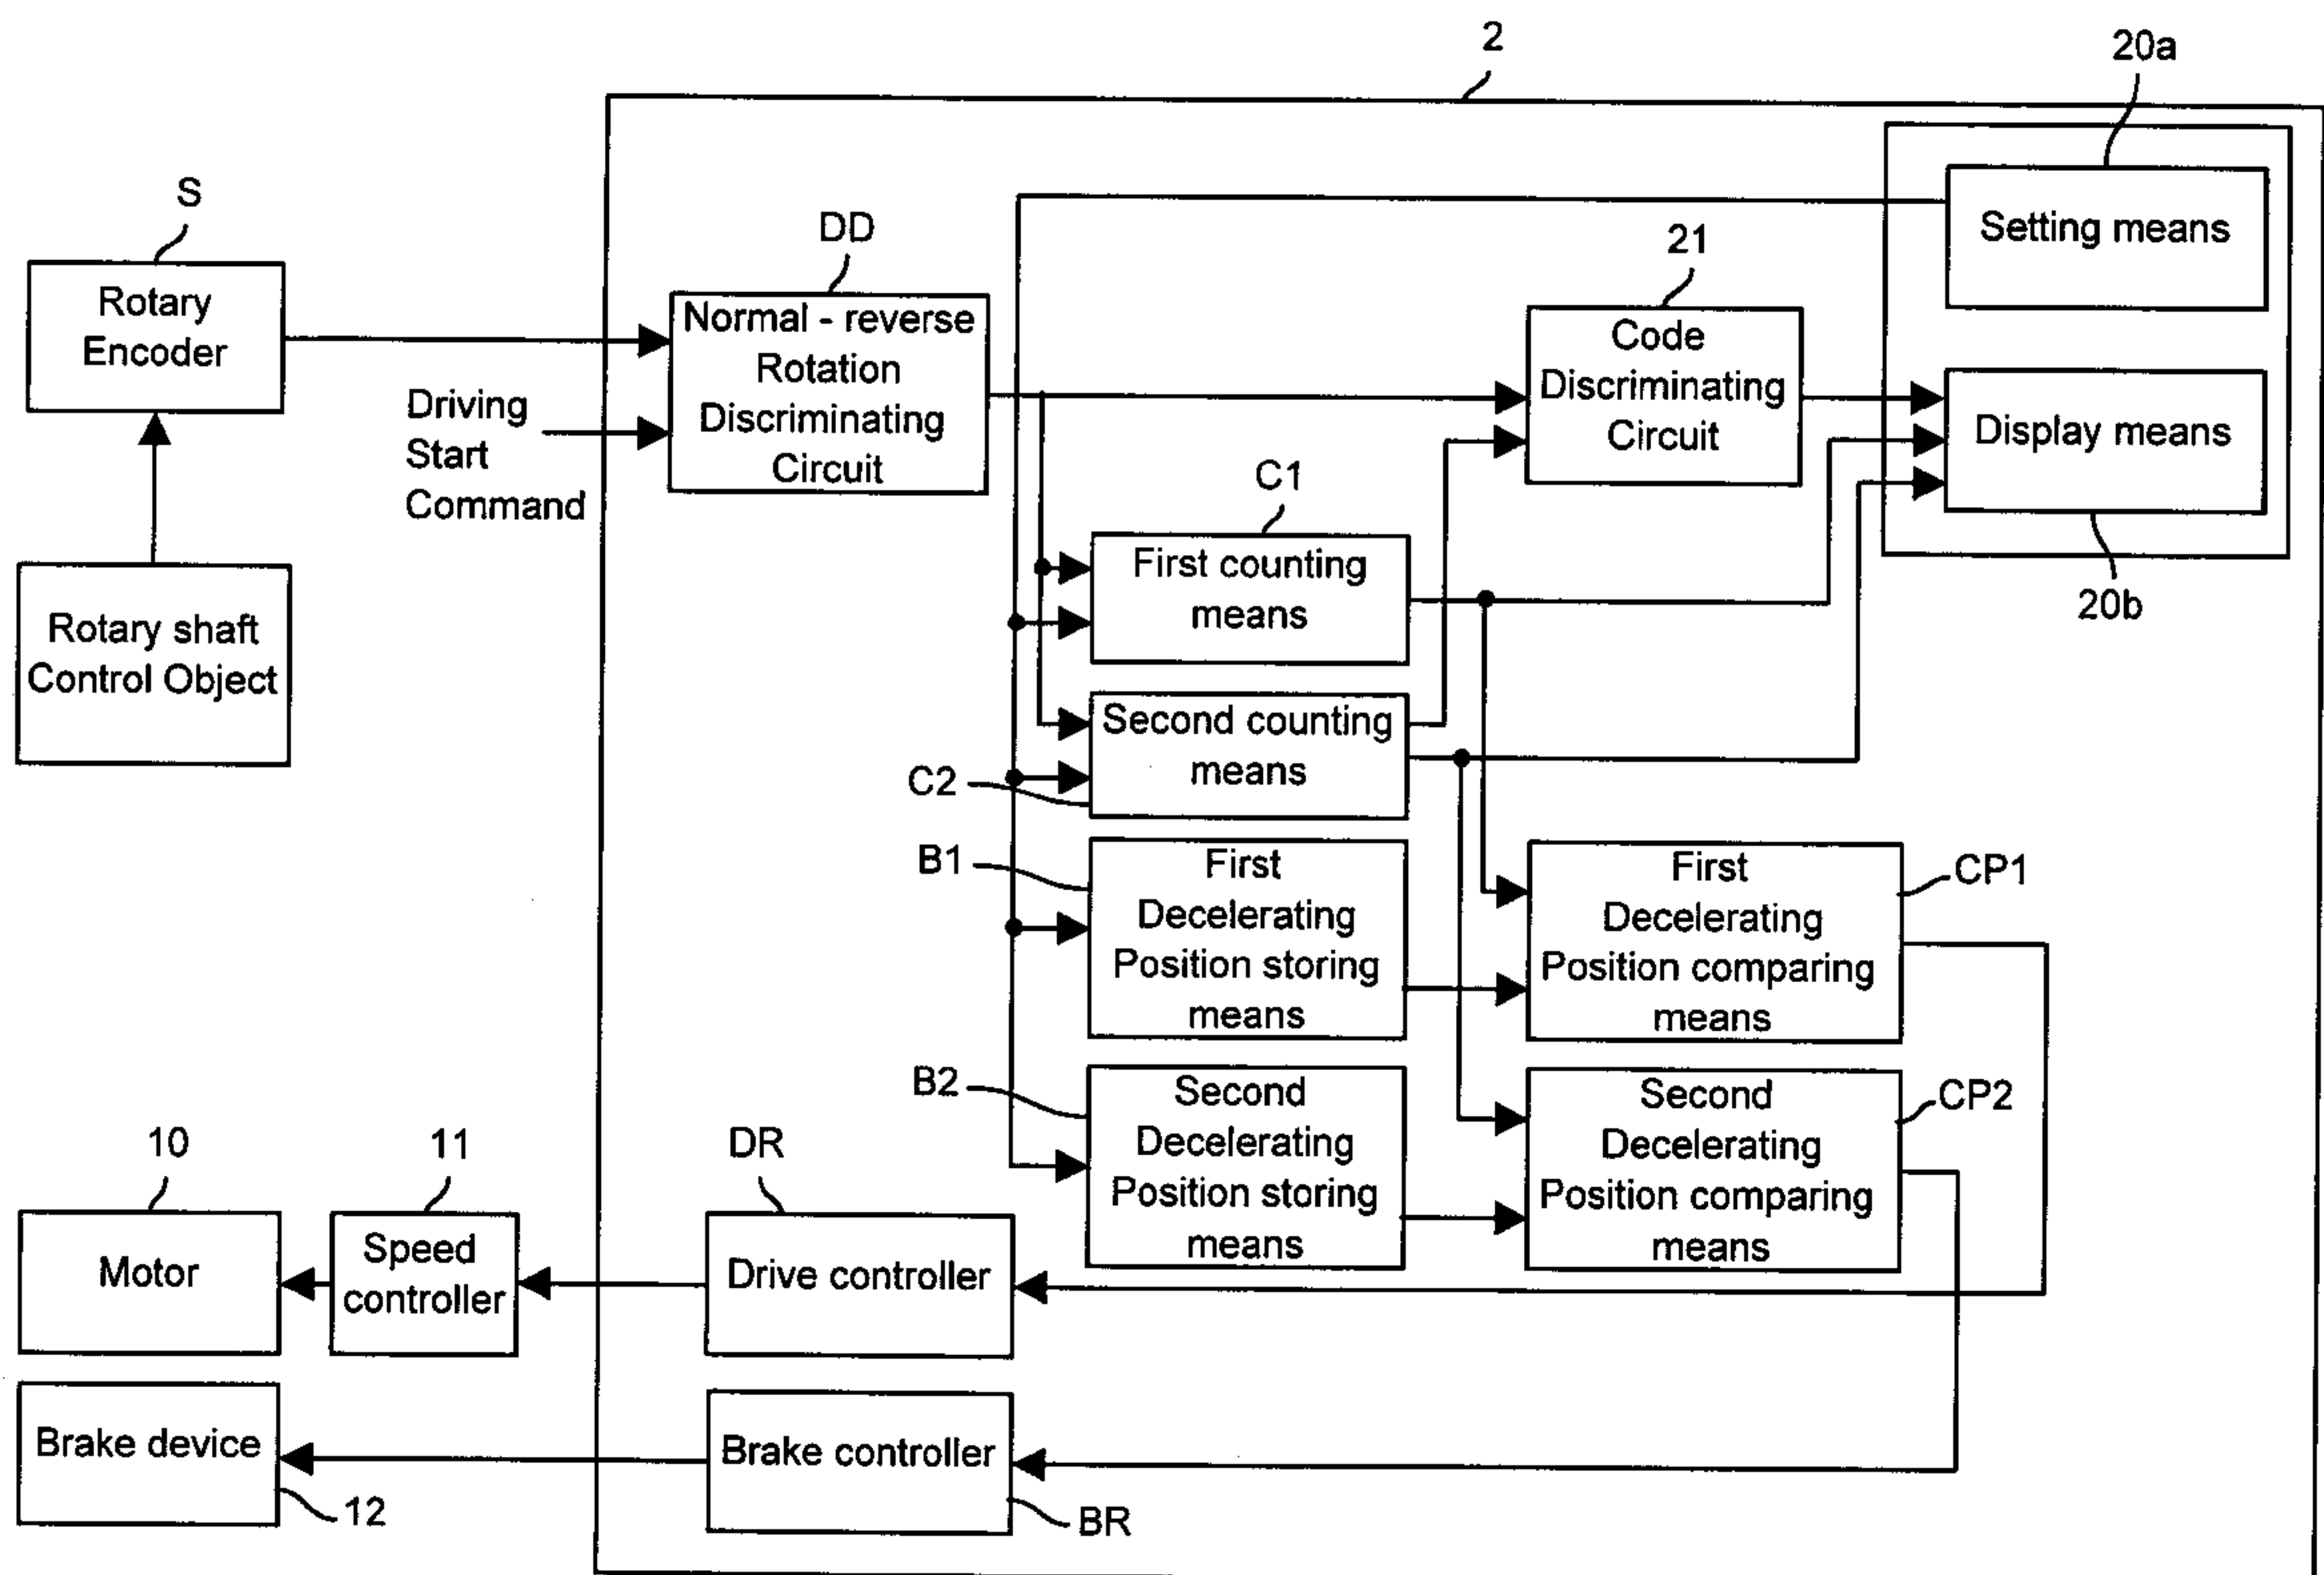 2
20a
Setting means
S
DD
21
Rotary
Encoder
Normal - reverse
Rotation
Discriminating
Circuit
Code
Discriminating
Circuit
Display means
20b
Driving
Start
Command
C1
First counting
means
Rotary shaft
Control Object
Second counting
means
C2
B1
First
Decelerating
Position storing
means
First
Decelerating
Position comparing
means
CP1
B2
Second
Decelerating
Position storing
means
Second
Decelerating
Position comparing
means
CP2
10
11
DR
Motor
Speed
controller
Drive controller
Brake device
12
Brake controller
BR